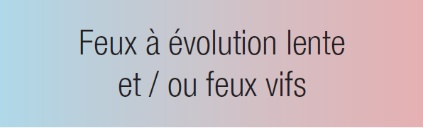 Feux à évolution lente
et / ou feux vifs